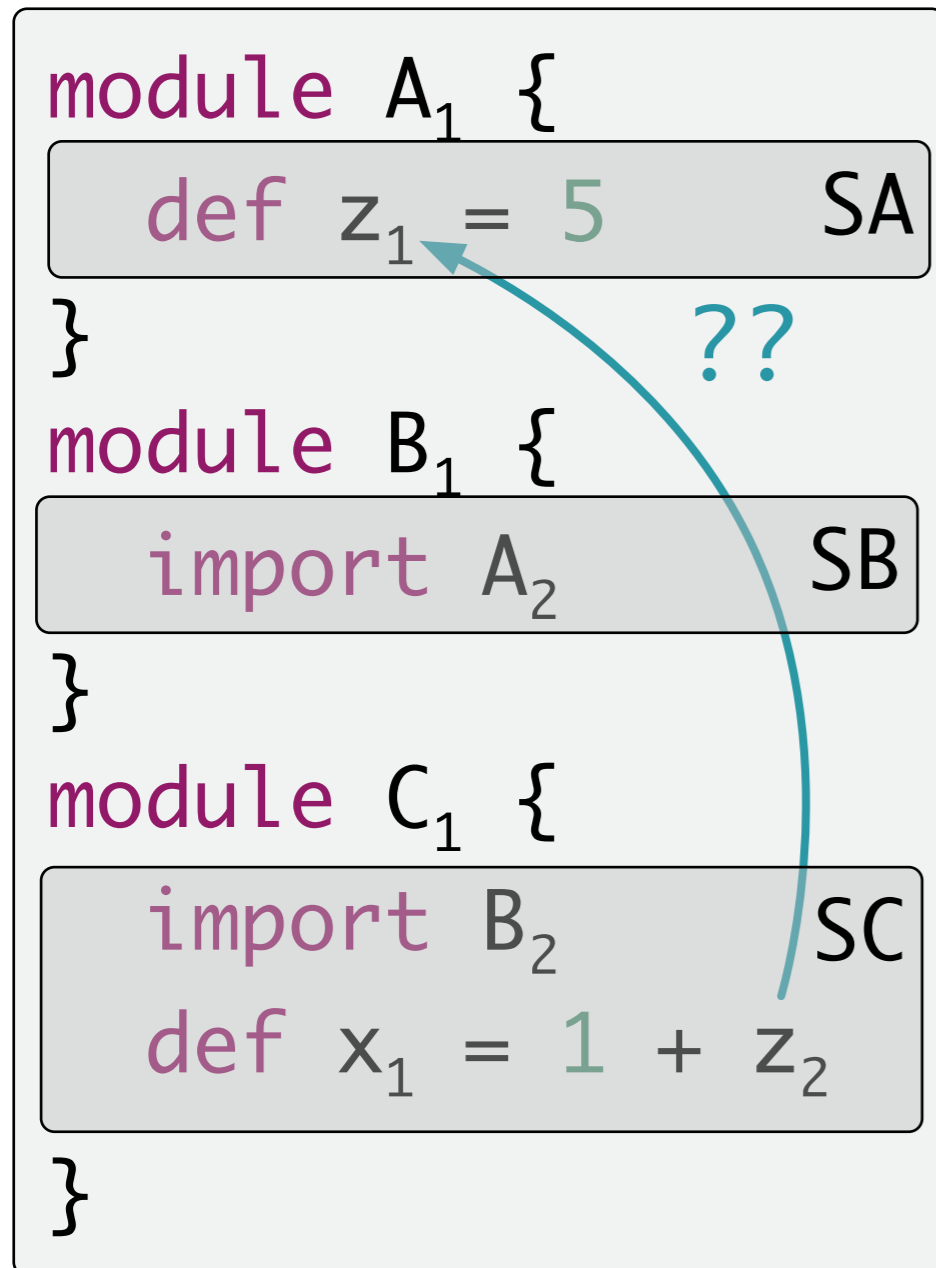 module A₁ {
def z₁ = 5 SA
}
??
module B₁ {
import A₂ SB
}
module C₁ {
import B₂ SC
def x₁ = 1 + z₂
}